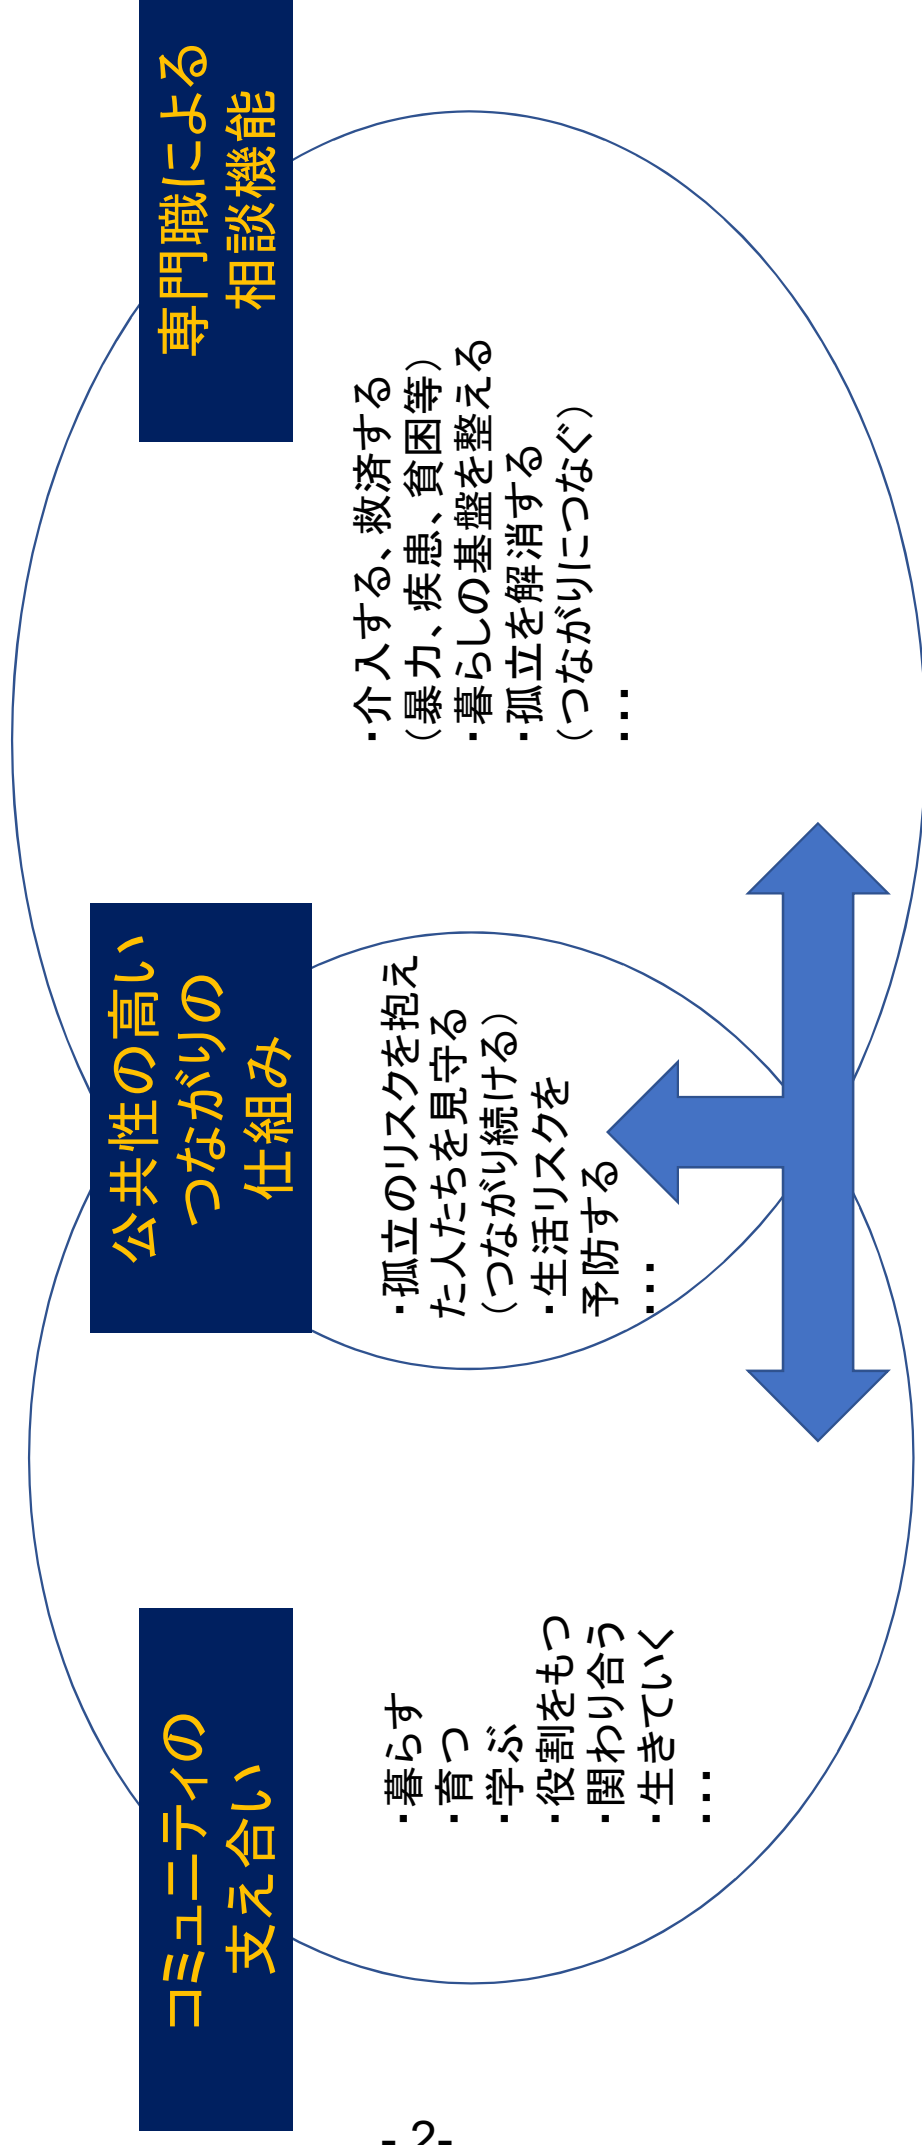 コミュニティの
支え合い
・暮らす
・育つ
・学ぶ
・役割をもつ
・関わり合う
・生きていく
・・・
公共性の高い
つながりの
仕組み
・孤立のリスクを抱え
た人たちを見守る
（つながり続ける）
・生活リスクを
予防する
・・・
専門職による
相談機能
・介入する、救済する
（暴力、疾患、貧困等）
・暮らしの基盤を整える
・孤立を解消する
（つながりにつなぐ）
・・・
- 2-